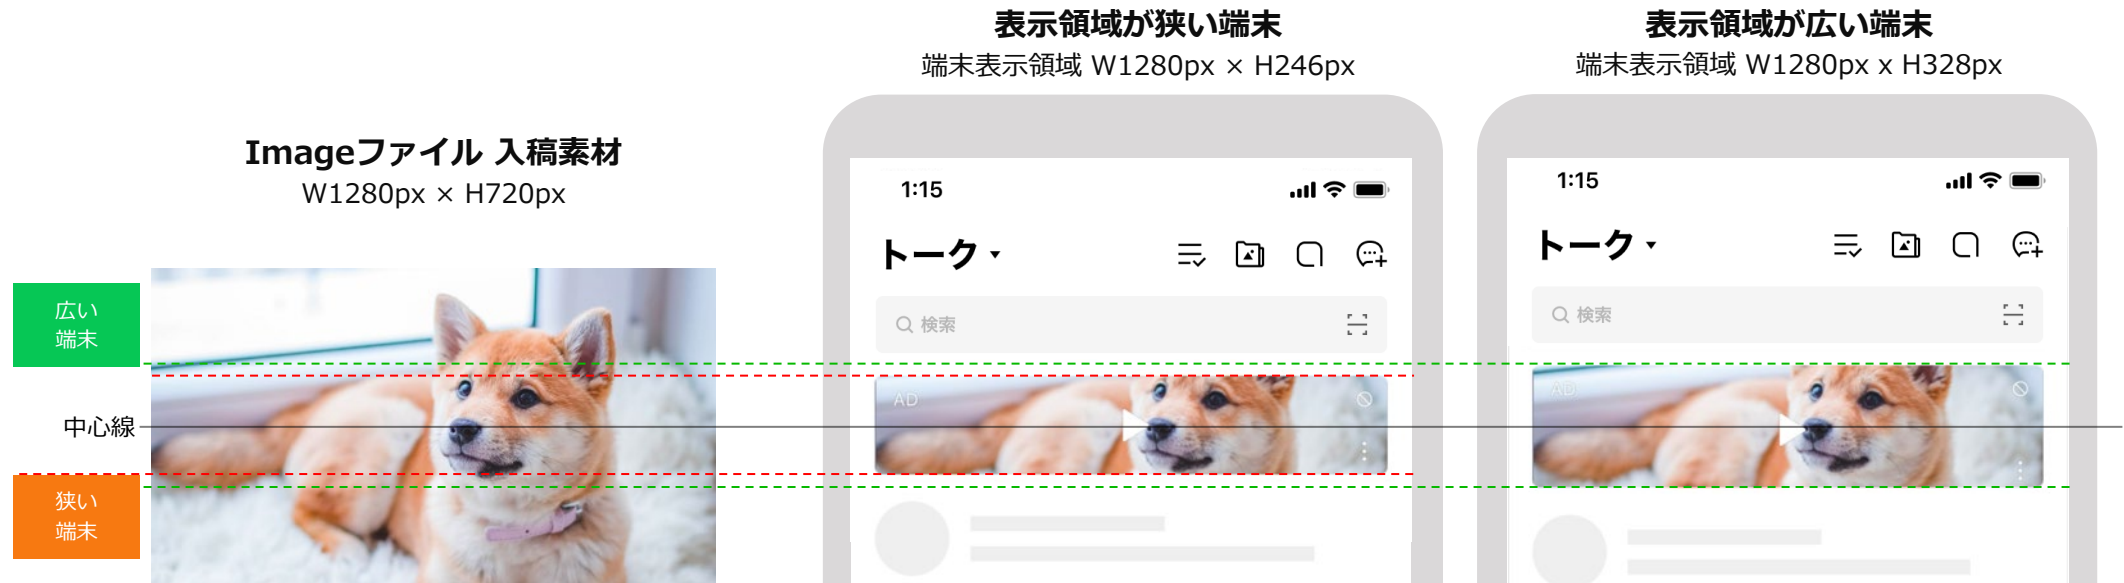 表示領域が狭い端末
端末表示領域 W1280px × H246px
表示領域が広い端末
端末表示領域 W1280px x H328px
Imageファイル 入稿素材
W1280px × H720px
広い
端末
中心線
狭い
端末
1:15
トーク
検索
AD
1:15
トーク
検索
AD